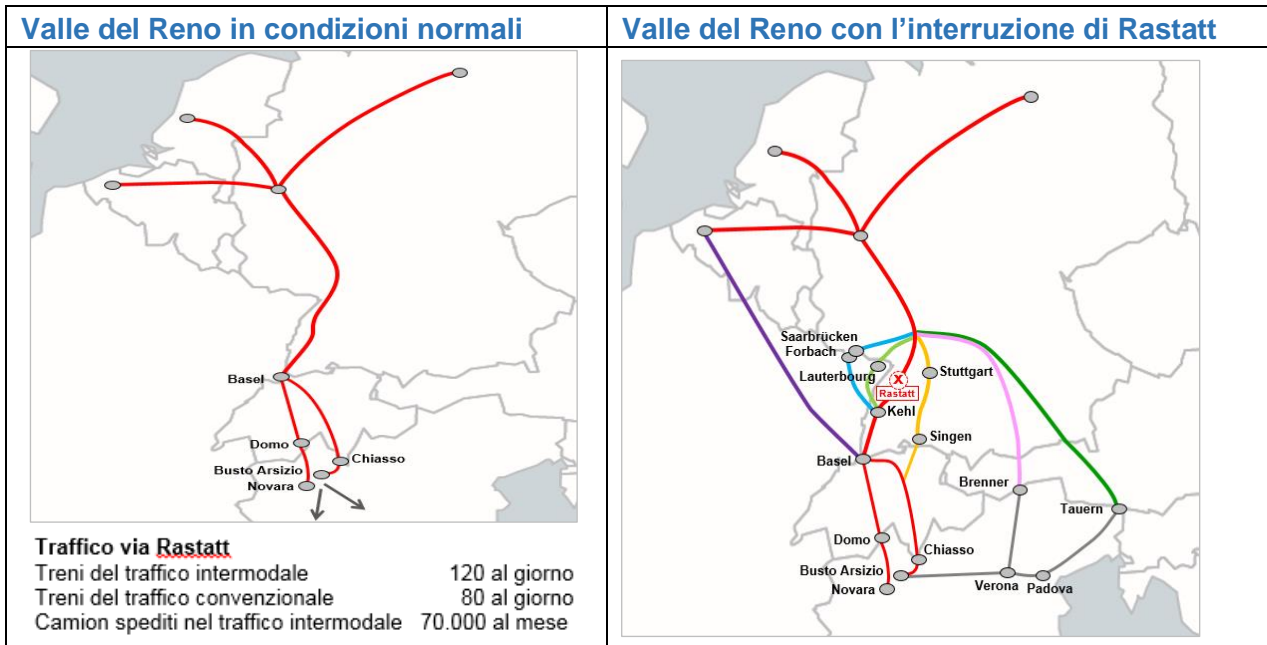 Valle del Reno in condizioni normali
Basel
Domo
Chiasso
Busto Arsizio
Novara
Traffico via Rastatt
Treni del traffico intermodale 120 al giorno
Treni del traffico convenzionale 80 al giorno
Camion spediti nel traffico intermodale 70.000 al mese
Valle del Reno con l’interruzione di Rastatt
Saarbrücken
Forbach
Lauterbourg
Stuttgart
X
Rastatt
Kehl
Singen
Basel
Brenner
Tauern
Domo
Chiasso
Busto Arsizio
Novara
Verona
Padova